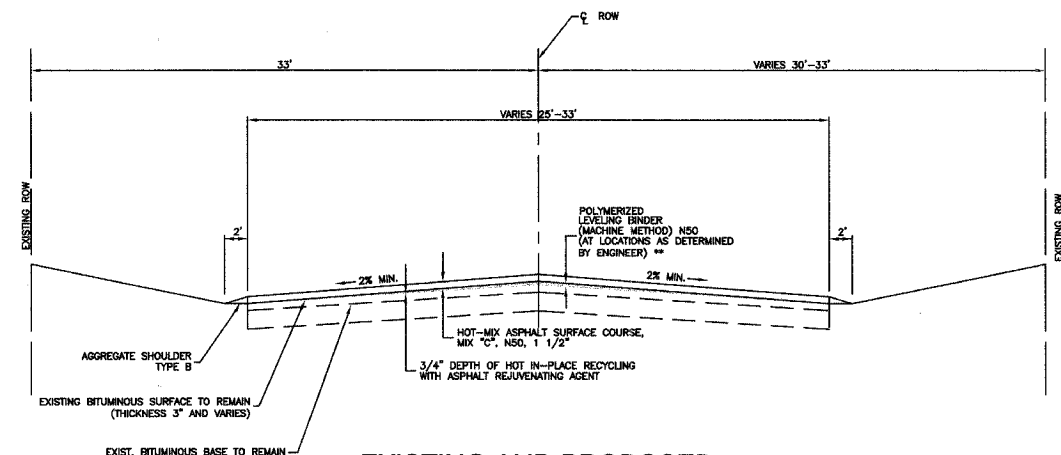 ℄ ROW
33'
VARIES 30'-33'
VARIES 25'-33'
EXISTING ROW
EXISTING ROW
2'
2'
POLYMERIZED
LEVELING BINDER
(MACHINE METHOD) N50
(AT LOCATIONS AS DETERMINED
BY ENGINEER) **
2% MIN.
2% MIN.
HOT-MIX ASPHALT SURFACE COURSE,
MIX "C", N50, 1 1/2"
AGGREGATE SHOULDER
TYPE B
3/4" DEPTH OF HOT IN-PLACE RECYCLING
WITH ASPHALT REJUVENATING AGENT
EXISTING BITUMINOUS SURFACE TO REMAIN
(THICKNESS 3" AND VARIES)
EXIST. BITUMINOUS BASE TO REMAIN
EXISTING AND PROPOSED